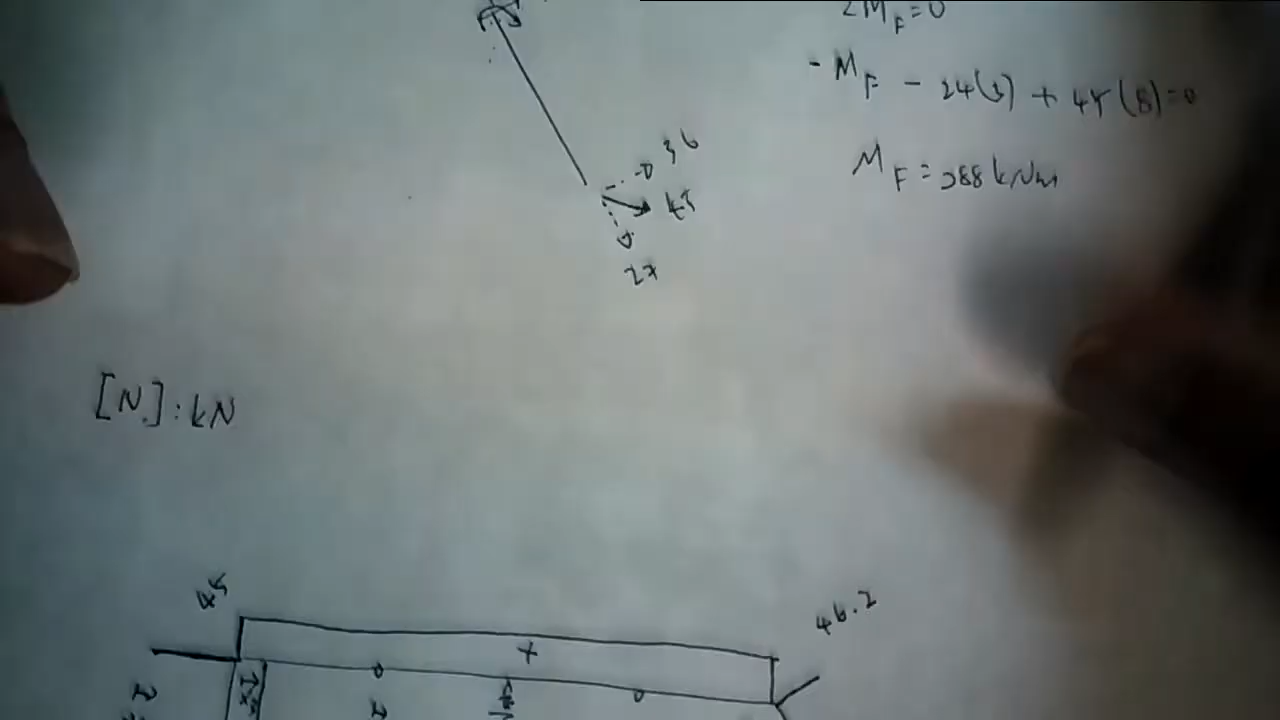 ΣM_F=0
- M_F - 24(3) + 45(8)=0
M_F = 288 kNm
36
45
27
[N]:kN
45
46.2
+